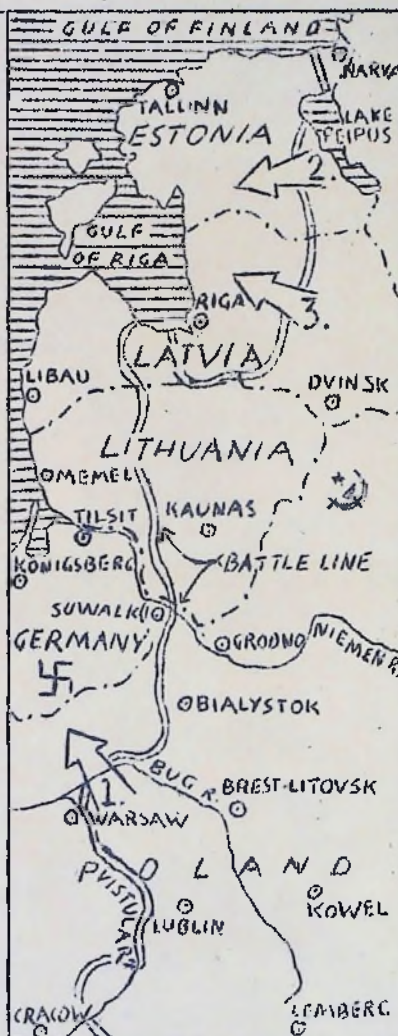 GULF OF FINLAND
NARVA
TALLINN
ESTONIA
LAKE
PEIPUS
2.
GULF
OF RIGA
3.
RIGA
LATVIA
LIBAU
DVINSK
LITHUANIA
MEMEL
TILSIT
KAUNAS
KÖNIGSBERG
BATTLE LINE
SUWALKI
GERMANY
GRODNO
NIEMEN R.
BIALYSTOK
BUG R.
1.
BREST-LITOVSK
WARSAW
POLAND
VISTULA R.
KOWEL
LUBLIN
CRACOW
LEMBERG